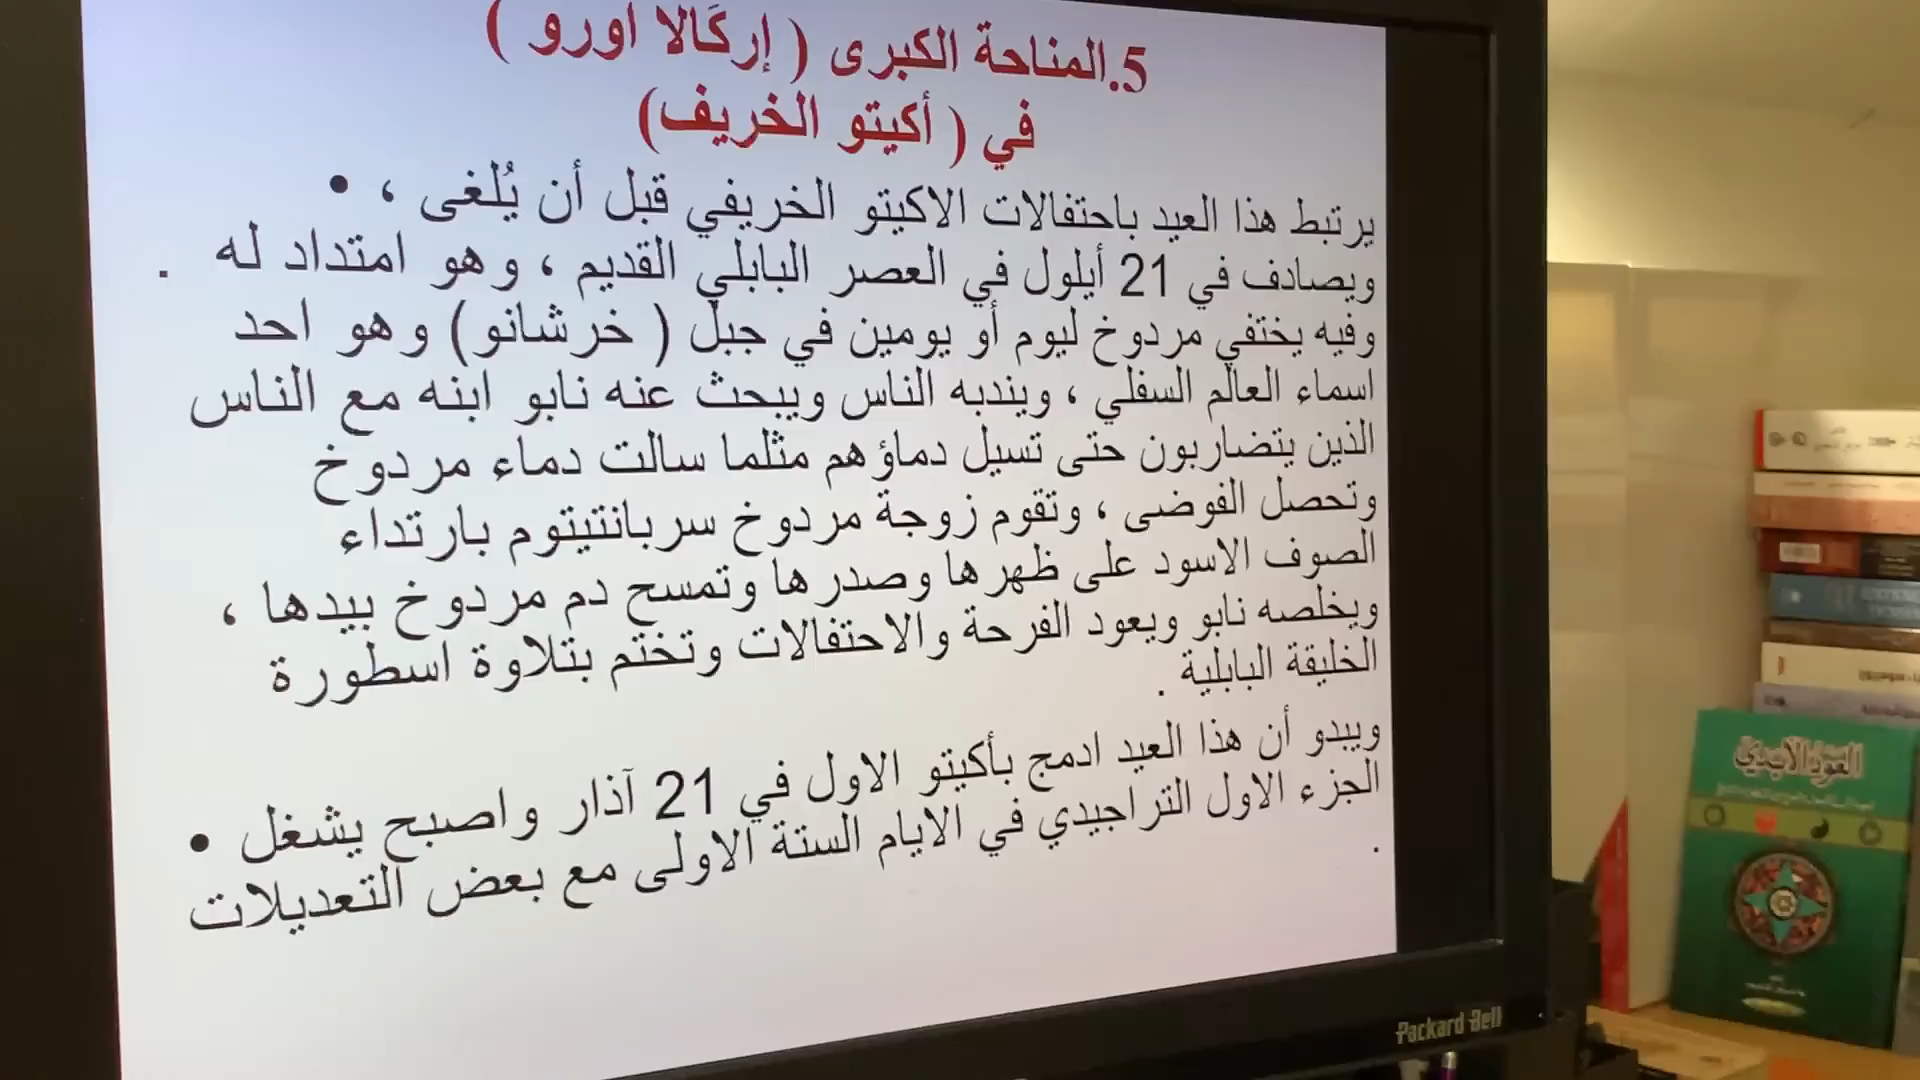 5.المناحة الكبرى ( إركَالا اورو )
في ( أكيتو الخريف)
• يرتبط هذا العيد باحتفالات الاكيتو الخريفي قبل أن يُلغى ،
ويصادف في 21 أيلول في العصر البابلي القديم ، وهو امتداد له .
وفيه يختفي مردوخ ليوم أو يومين في جبل ( خرشانو) وهو احد
اسماء العالم السفلي ، ويندبه الناس ويبحث عنه نابو ابنه مع الناس
الذين يتضاربون حتى تسيل دماؤهم مثلما سالت دماء مردوخ
وتحصل الفوضى ، وتقوم زوجة مردوخ سربانتيتوم بارتداء
الصوف الاسود على ظهرها وصدرها وتمسح دم مردوخ بيدها ،
ويخلصه نابو ويعود الفرحة والاحتفالات وتختم بتلاوة اسطورة
الخليقة البابلية .
• ويبدو أن هذا العيد ادمج بأكيتو الاول في 21 آذار واصبح يشغل
الجزء الاول التراجيدي في الايام الستة الاولى مع بعض التعديلات
.
Packard Bell
العود الأبدي